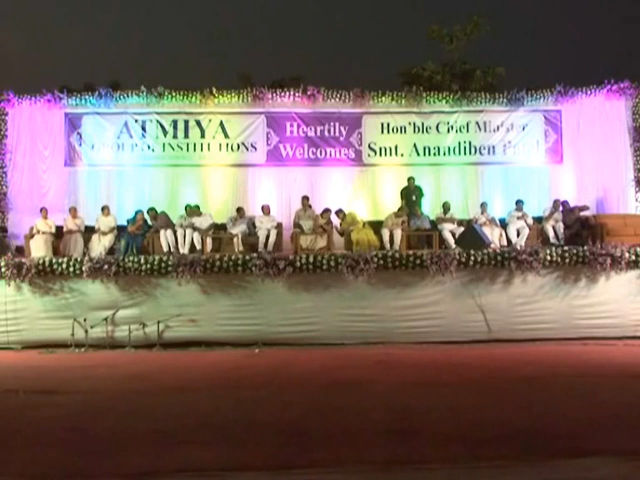 ATMIYA
GROUP OF INSTITUTIONS
Heartily
Welcomes
Hon'ble Chief Minister
Smt. Anandiben Patel